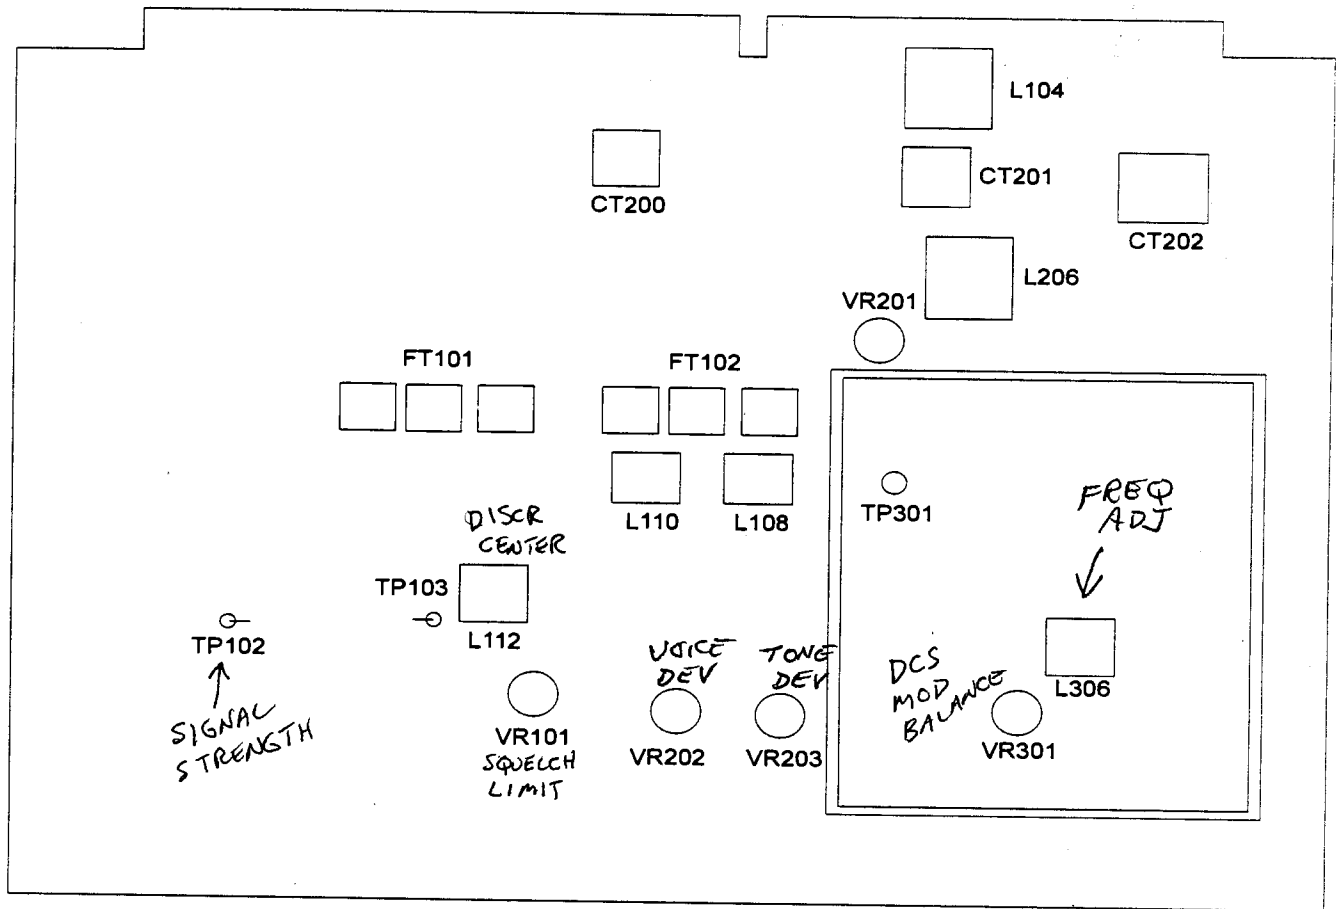 L104
CT200
CT201
CT202
L206
VR201
FT101
FT102
L110
L108
TP301
FREQ
ADJ
DISCR
CENTER
TP103
L112
TP102
SIGNAL
STRENGTH
VR101
SQUELCH
LIMIT
VOICE
DEV
VR202
TONE
DEV
VR203
DCS
MOD
BALANCE
VR301
L306